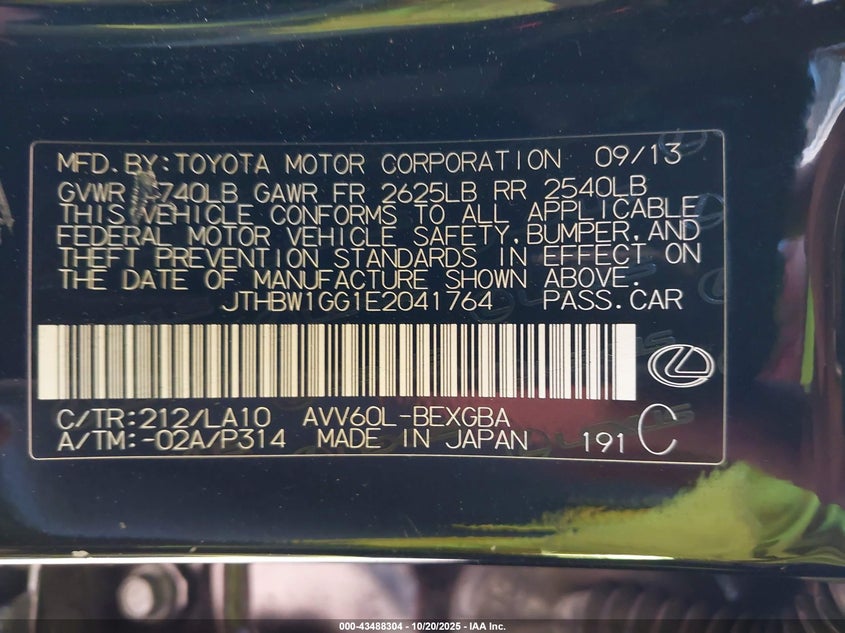 MFD.BY:TOYOTA MOTOR CORPORATION 09/13
GVWR 740LB GAWR FR 2625LB RR 2540LB
THIS VEHICLE CONFORMS TO ALL APPLICABLE
FEDERAL MOTOR VEHICLE SAFETY,BUMPER,AND
THEFT PREVENTION STANDARDS IN EFFECT ON
THE DATE OF MANUFACTURE SHOWN ABOVE.
JTHBW1GG1E2041764 PASS.CAR
C/TR:212/LA10 AVV60L-BEXGBA
A/TM:-02A/P314 MADE IN JAPAN 191 C
000-43488304 - 10/20/2025 - IAA Inc.